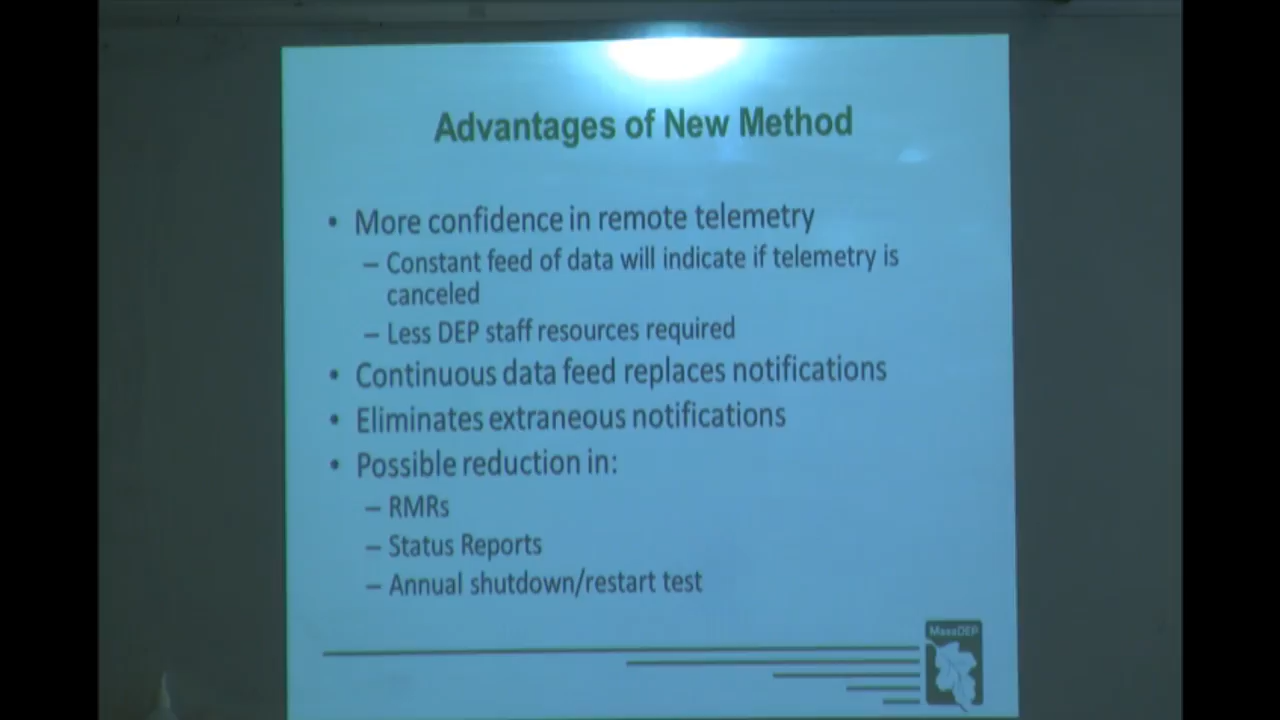 Advantages of New Method
• More confidence in remote telemetry
– Constant feed of data will indicate if telemetry is
canceled
– Less DEP staff resources required
• Continuous data feed replaces notifications
• Eliminates extraneous notifications
• Possible reduction in:
– RMRs
– Status Reports
– Annual shutdown/restart test
MassDEP